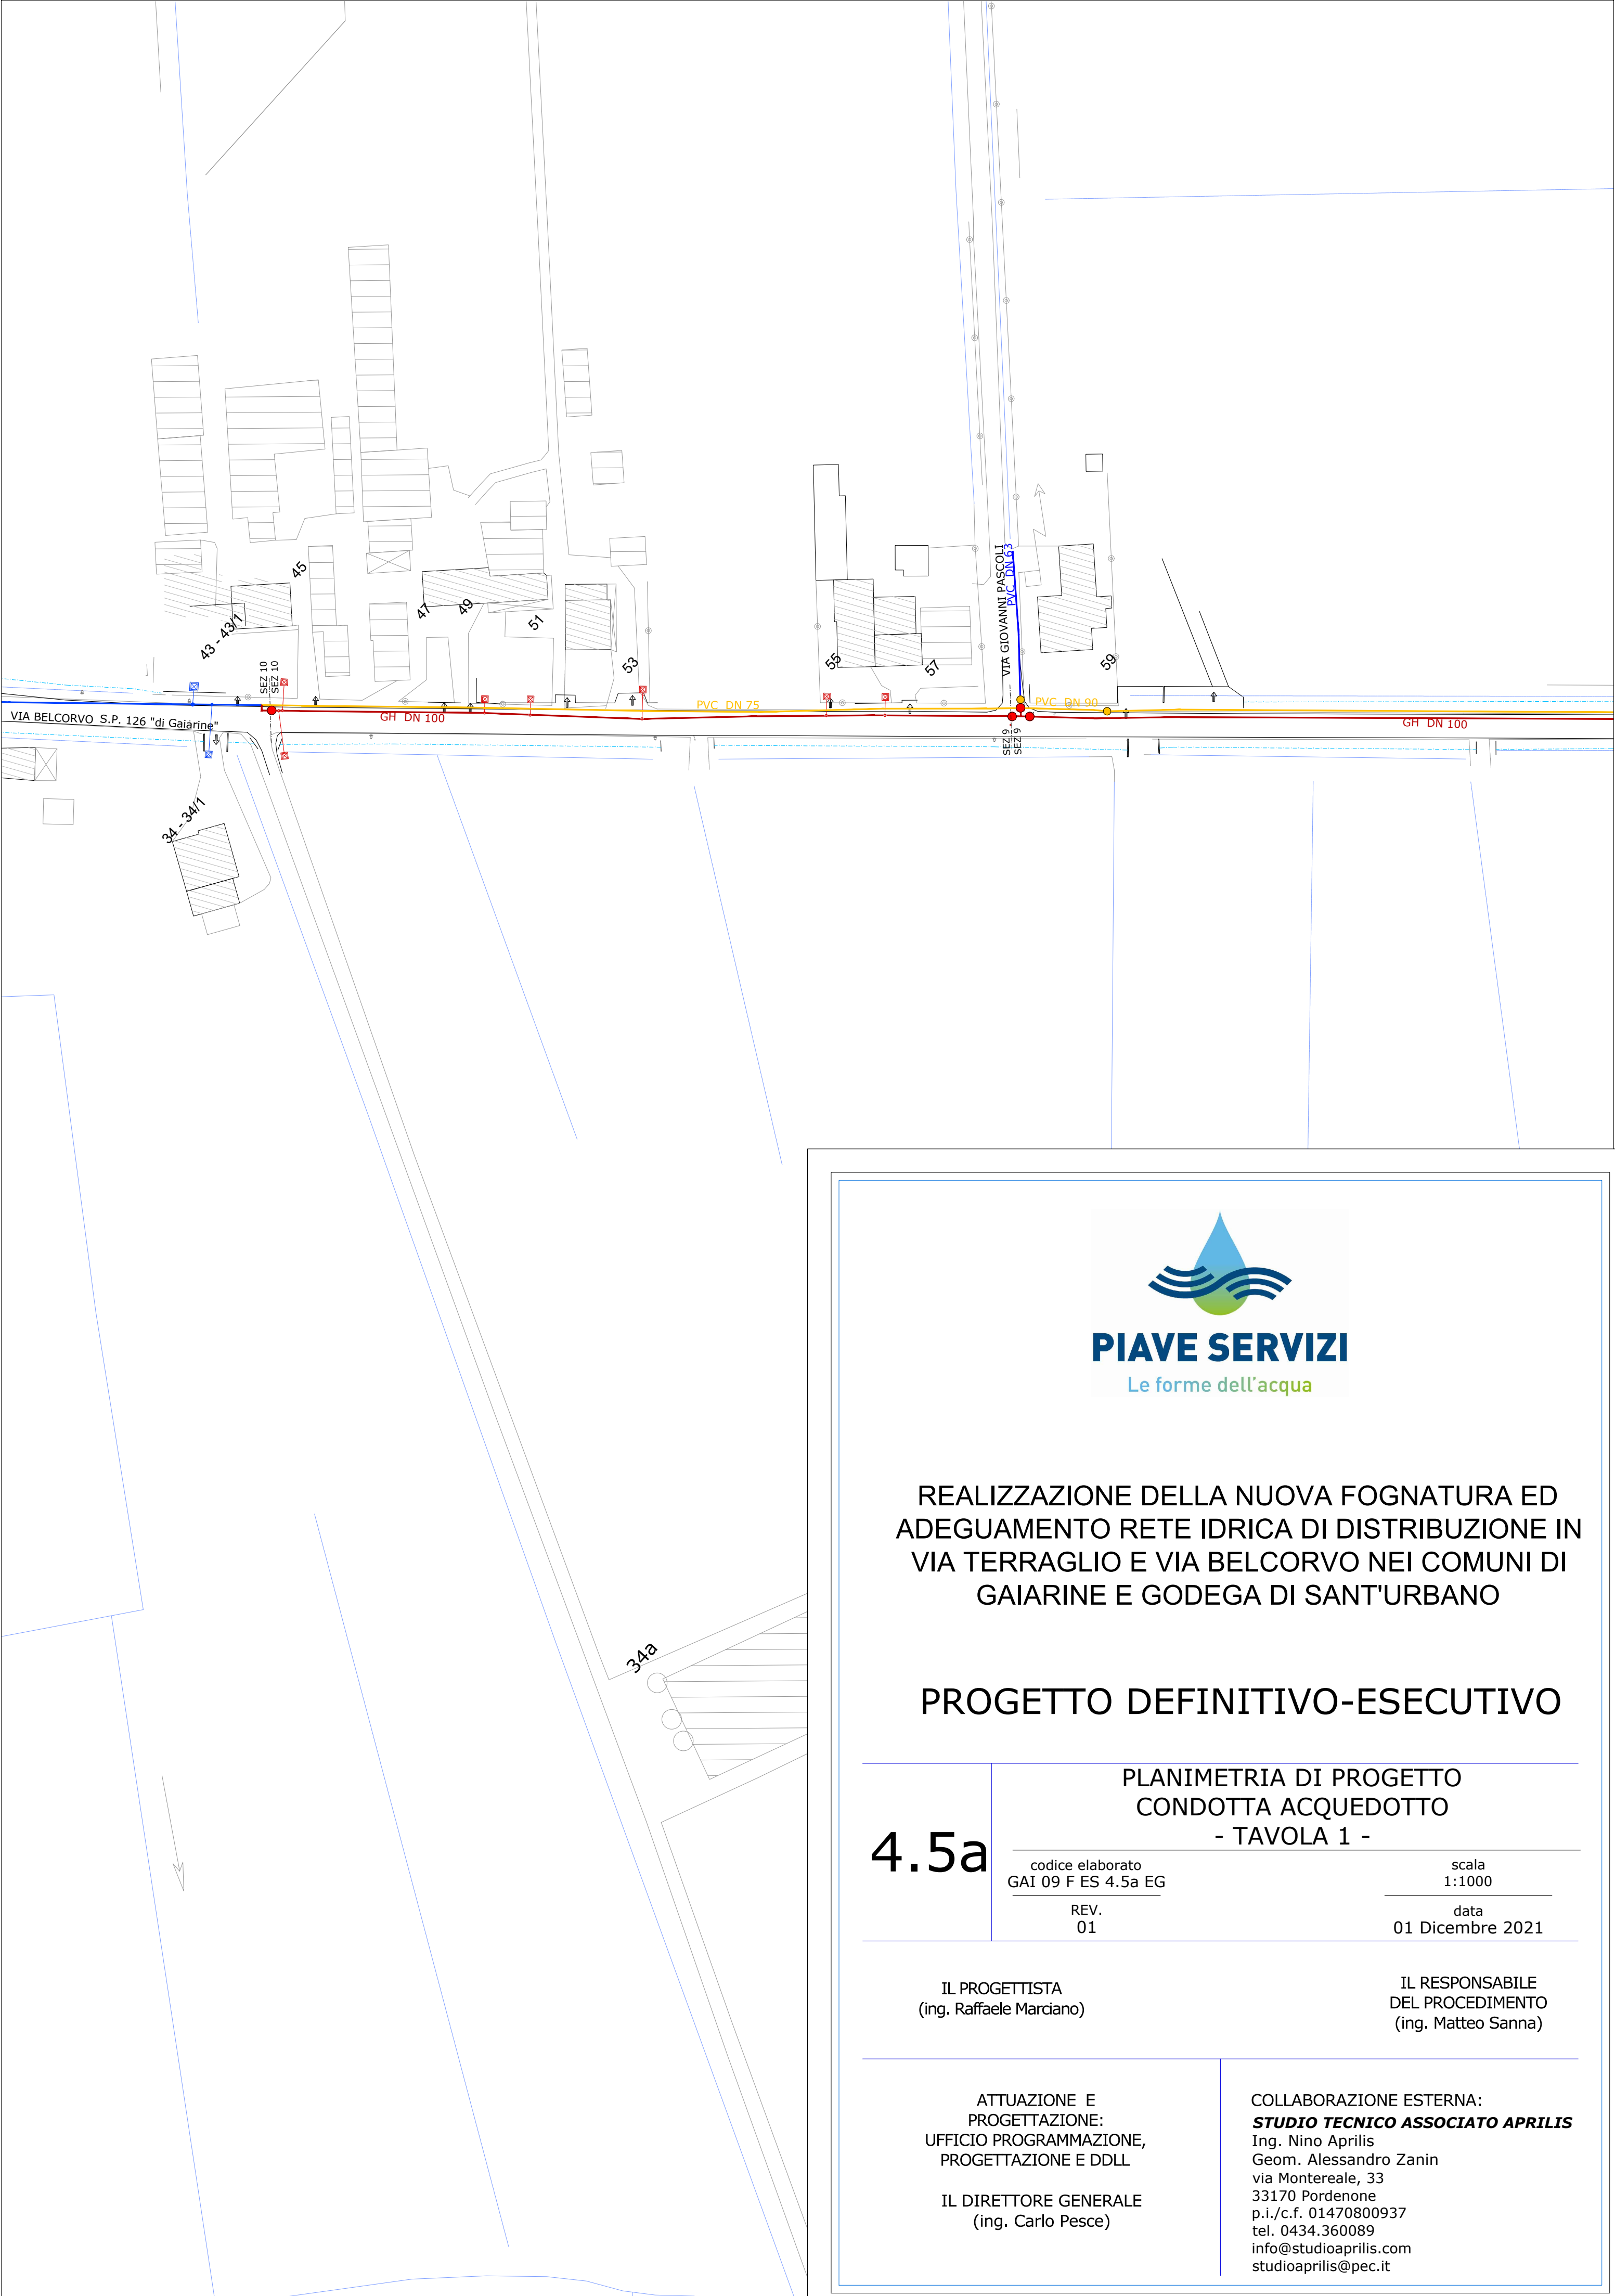 45
47
49
51
43 - 43/1
53
55
57
59
VIA GIOVANNI PASCOLI
PVC DN 63
SEZ 10
SEZ 10
VIA BELCORVO S.P. 126 "di Gaiarine"
GH DN 100
PVC DN 75
PVC DN 90
GH DN 100
SEZ 9
SEZ 9
34 - 34/1
34a
PIAVE SERVIZI
Le forme dell'acqua
REALIZZAZIONE DELLA NUOVA FOGNATURA ED
ADEGUAMENTO RETE IDRICA DI DISTRIBUZIONE IN
VIA TERRAGLIO E VIA BELCORVO NEI COMUNI DI
GAIARINE E GODEGA DI SANT'URBANO
PROGETTO DEFINITIVO-ESECUTIVO
4.5a
PLANIMETRIA DI PROGETTO
CONDOTTA ACQUEDOTTO
- TAVOLA 1 -
codice elaborato
GAI 09 F ES 4.5a EG
scala
1:1000
REV.
01
data
01 Dicembre 2021
IL PROGETTISTA
(ing. Raffaele Marciano)
IL RESPONSABILE
DEL PROCEDIMENTO
(ing. Matteo Sanna)
ATTUAZIONE E
PROGETTAZIONE:
UFFICIO PROGRAMMAZIONE,
PROGETTAZIONE E DDLL
IL DIRETTORE GENERALE
(ing. Carlo Pesce)
COLLABORAZIONE ESTERNA:
STUDIO TECNICO ASSOCIATO APRILIS
Ing. Nino Aprilis
Geom. Alessandro Zanin
via Montereale, 33
33170 Pordenone
p.i./c.f. 01470800937
tel. 0434.360089
info@studioaprilis.com
studioaprilis@pec.it